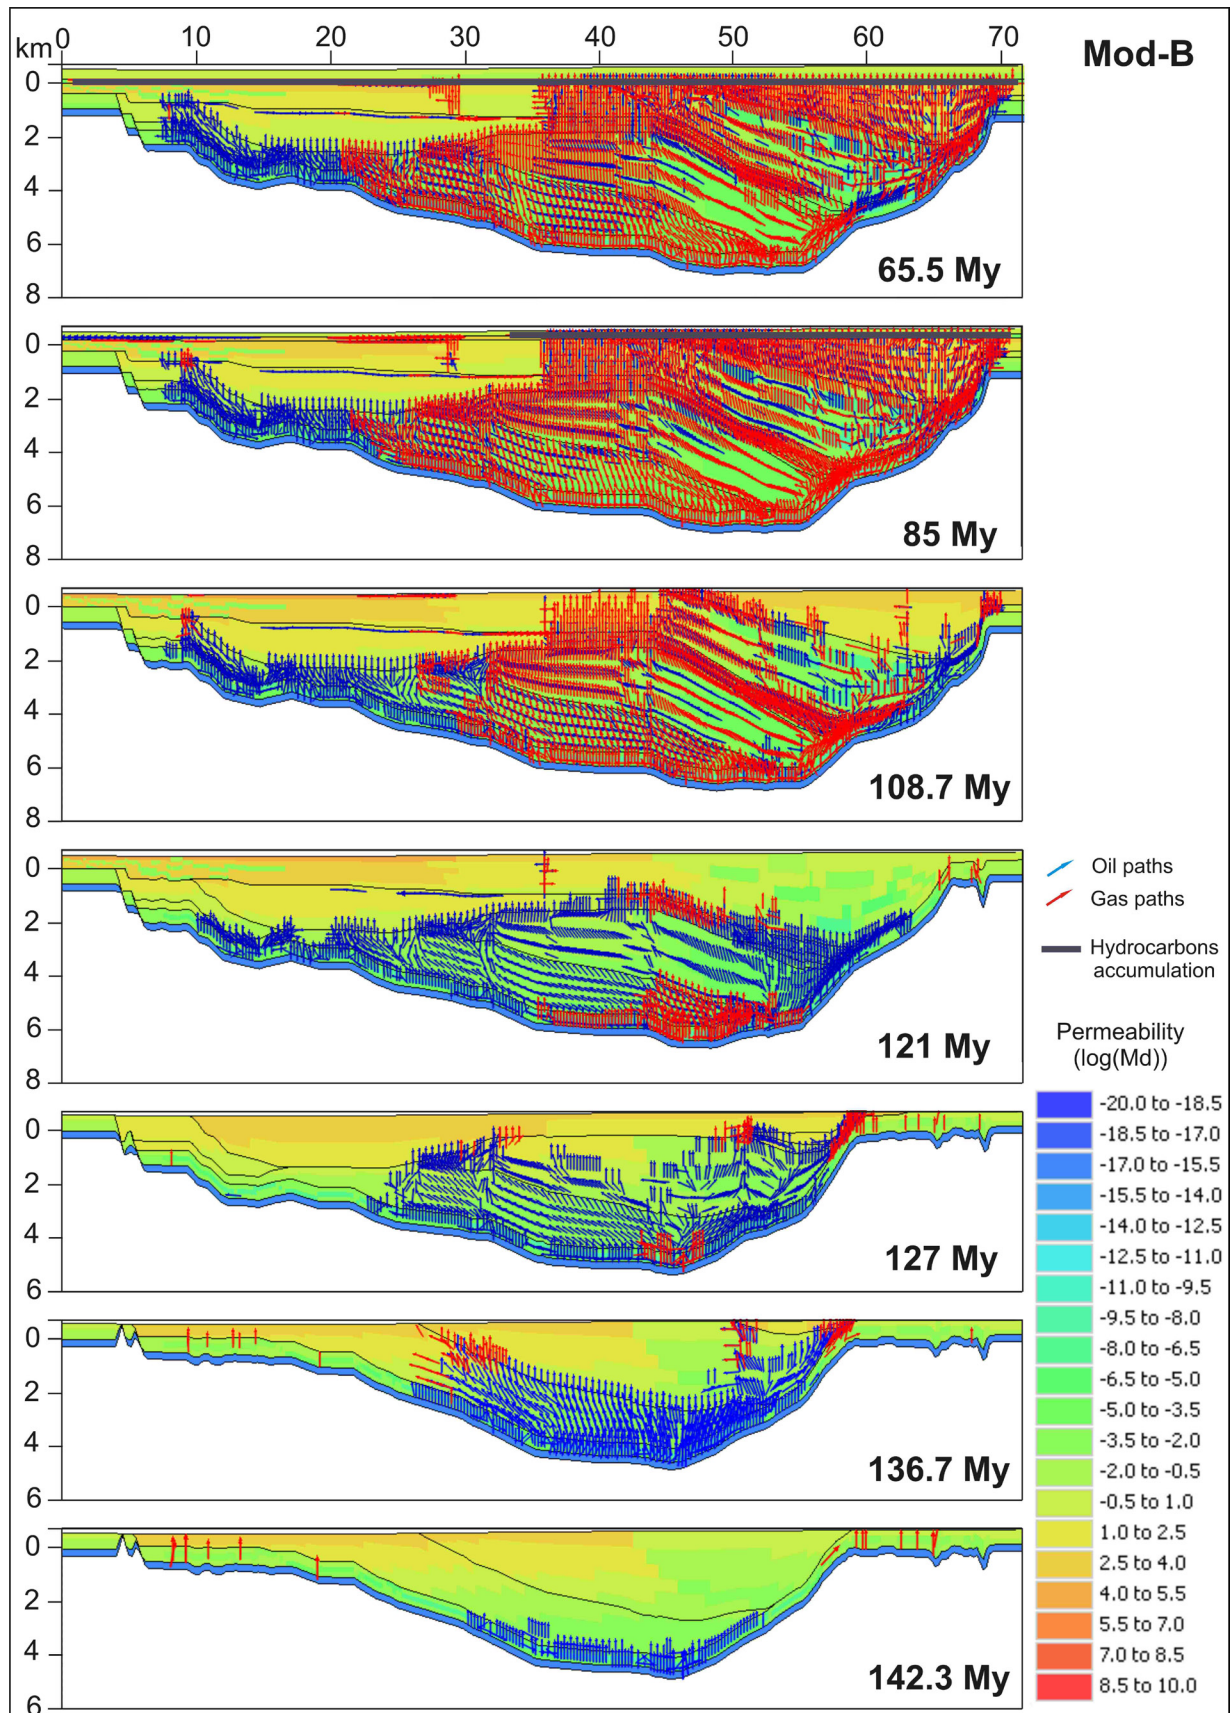 km 0 10 20 30 40 50 60 70
Mod-B
0
2
4
6
8
65.5 My
0
2
4
6
8
85 My
0
2
4
6
8
108.7 My
0
2
4
6
8
121 My
Oil paths
Gas paths
Hydrocarbons
accumulation
0
2
4
6
127 My
0
2
4
6
136.7 My
0
2
4
6
142.3 My
Permeability
(log(Md))
-20.0 to -18.5
-18.5 to -17.0
-17.0 to -15.5
-15.5 to -14.0
-14.0 to -12.5
-12.5 to -11.0
-11.0 to -9.5
-9.5 to -8.0
-8.0 to -6.5
-6.5 to -5.0
-5.0 to -3.5
-3.5 to -2.0
-2.0 to -0.5
-0.5 to 1.0
1.0 to 2.5
2.5 to 4.0
4.0 to 5.5
5.5 to 7.0
7.0 to 8.5
8.5 to 10.0